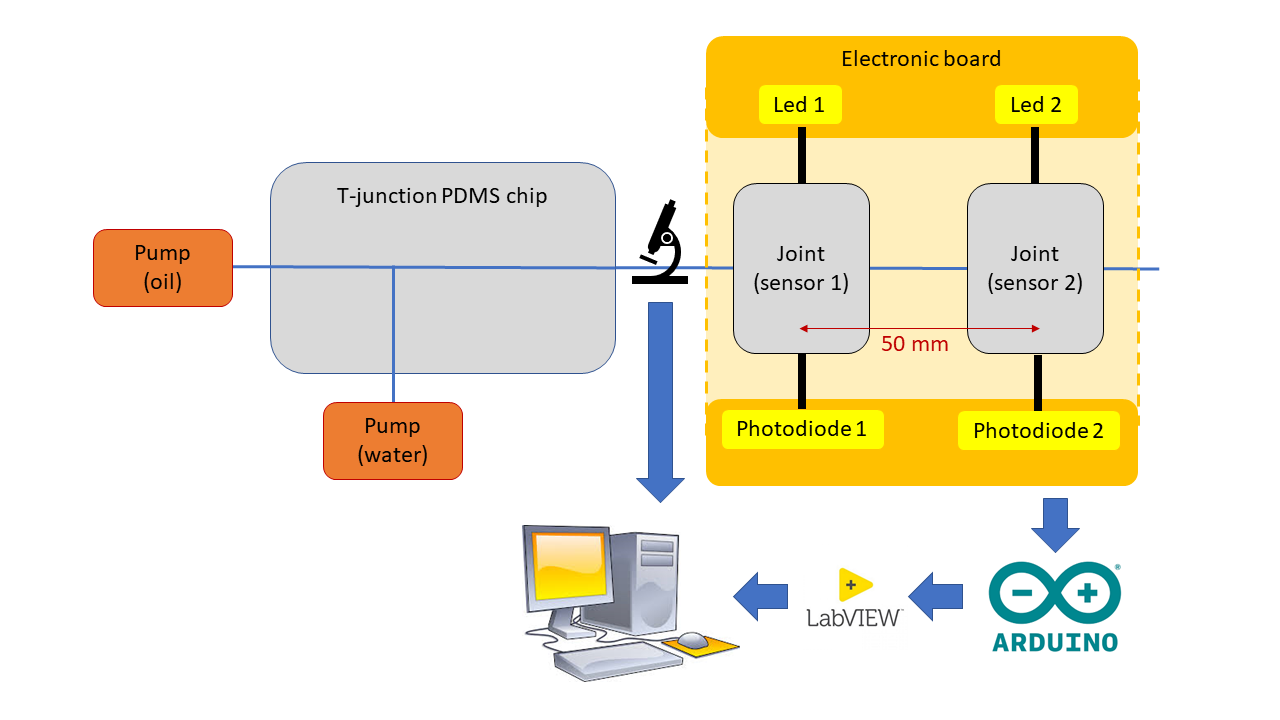 Electronic board
Led 1
Led 2
T-junction PDMS chip
Pump
(oil)
Joint
(sensor 1)
Joint
(sensor 2)
50 mm
Pump
(water)
Photodiode 1
Photodiode 2
LabVIEW™
ARDUINO
®